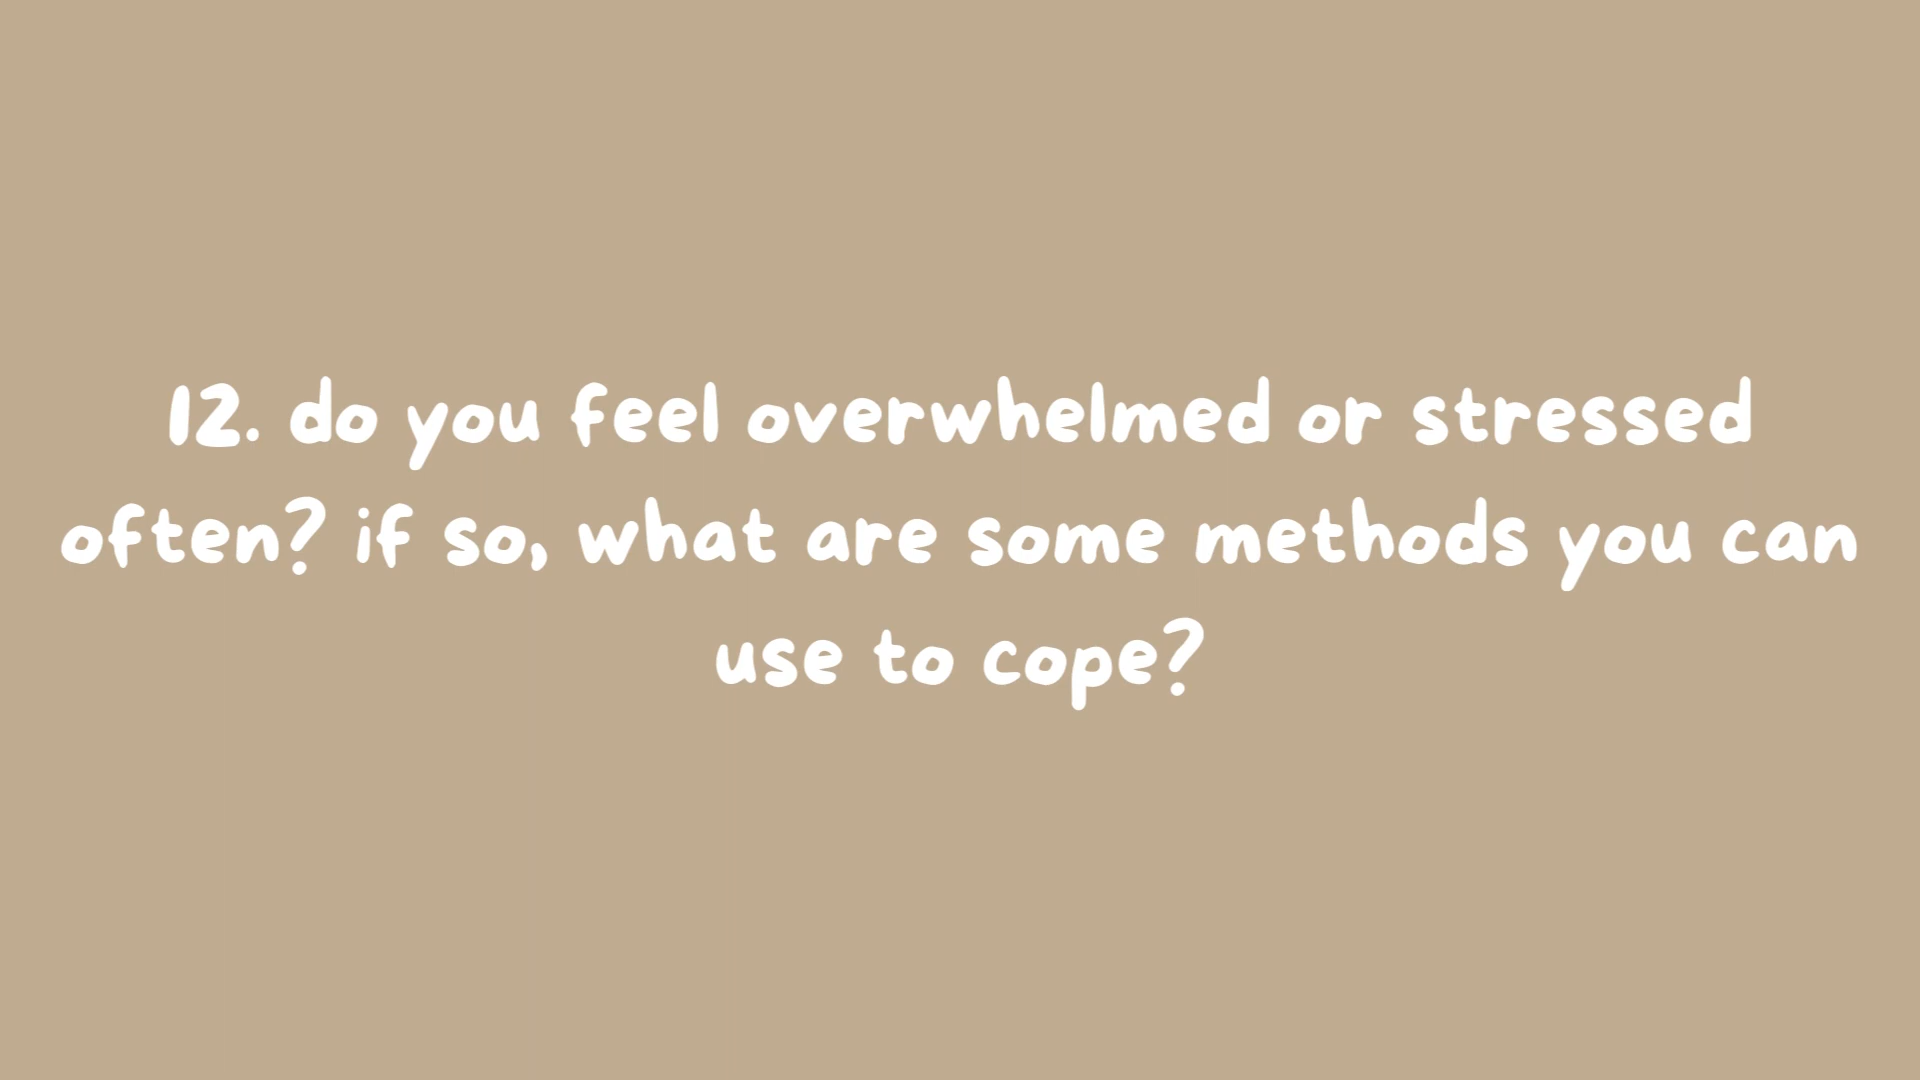 12. do you feel overwhelmed or stressed
often? if so, what are some methods you can
use to cope?